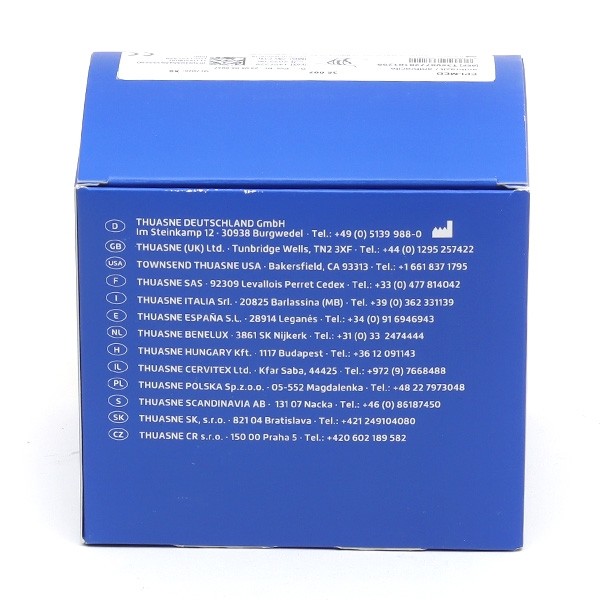 EPI-MED
32 007
D THUASNE DEUTSCHLAND GmbH
Im Steinkamp 12 · 30938 Burgwedel · Tel.: +49 (0) 5139 988-0
GB THUASNE (UK) Ltd. · Tunbridge Wells, TN2 3XF · Tel.: +44 (0) 1295 257422
USA TOWNSEND THUASNE USA · Bakersfield, CA 93313 · Tel.: +1 661 837 1795
F THUASNE SAS · 92309 Levallois Perret Cedex · Tel.: +33 (0) 477 814042
I THUASNE ITALIA Srl. · 20825 Barlassina (MB) · Tel.: +39 (0) 362 331139
E THUASNE ESPAÑA S.L. · 28914 Leganés · Tel.: +34 (0) 91 6946943
NL THUASNE BENELUX · 3861 SK Nijkerk · Tel.: +31 (0) 33 2474444
H THUASNE HUNGARY Kft. · 1117 Budapest · Tel.: +36 12 091143
IL THUASNE CERVITEX Ltd. · Kfar Saba, 44425 · Tel.: +972 (9) 7668488
PL THUASNE POLSKA Sp.z.o.o. · 05-552 Magdalenka · Tel.: +48 22 7973048
S THUASNE SCANDINAVIA AB · 131 07 Nacka · Tel.: +46 (0) 86187450
SK THUASNE SK, s.r.o. · 821 04 Bratislava · Tel.: +421 249104080
CZ THUASNE CR s.r.o. · 150 00 Praha 5 · Tel.: +420 602 189 582